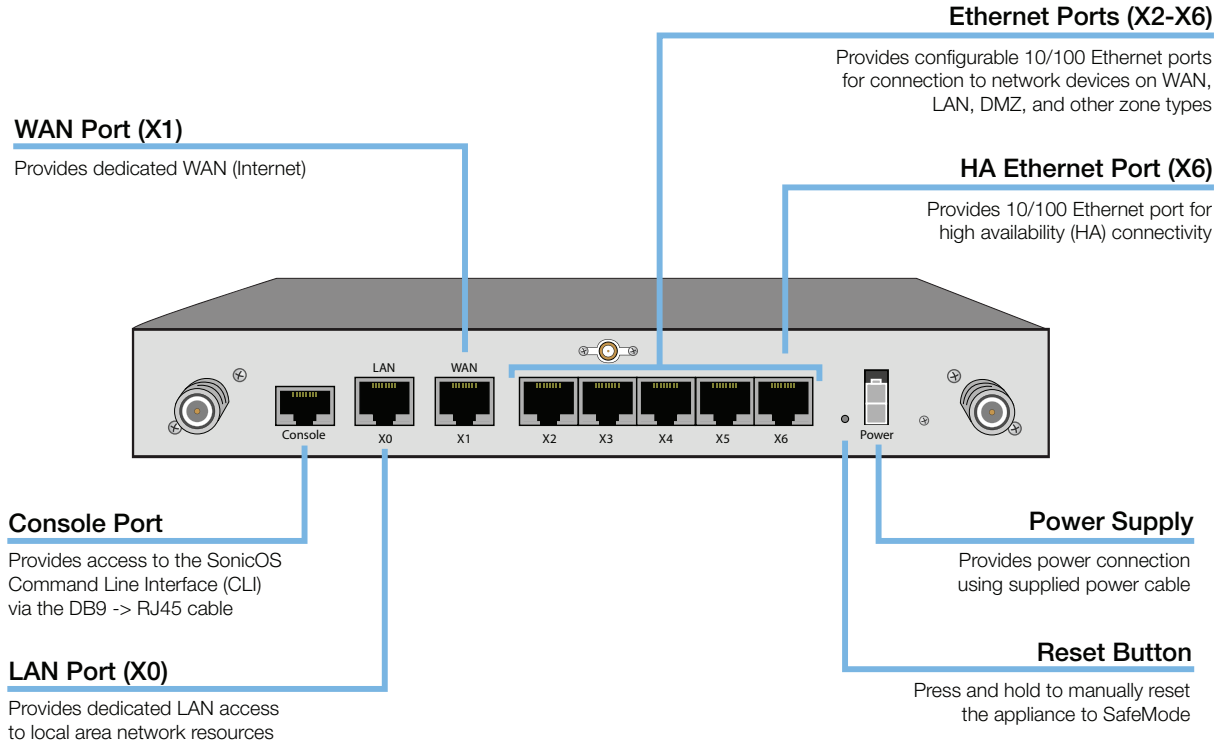 Ethernet Ports (X2-X6)
Provides configurable 10/100 Ethernet ports
for connection to network devices on WAN,
LAN, DMZ, and other zone types
WAN Port (X1)
Provides dedicated WAN (Internet)
HA Ethernet Port (X6)
Provides 10/100 Ethernet port for
high availability (HA) connectivity
LAN
WAN
Console
X0
X1
X2
X3
X4
X5
X6
Power
Console Port
Provides access to the SonicOS
Command Line Interface (CLI)
via the DB9 -> RJ45 cable
Power Supply
Provides power connection
using supplied power cable
LAN Port (X0)
Provides dedicated LAN access
to local area network resources
Reset Button
Press and hold to manually reset
the appliance to SafeMode